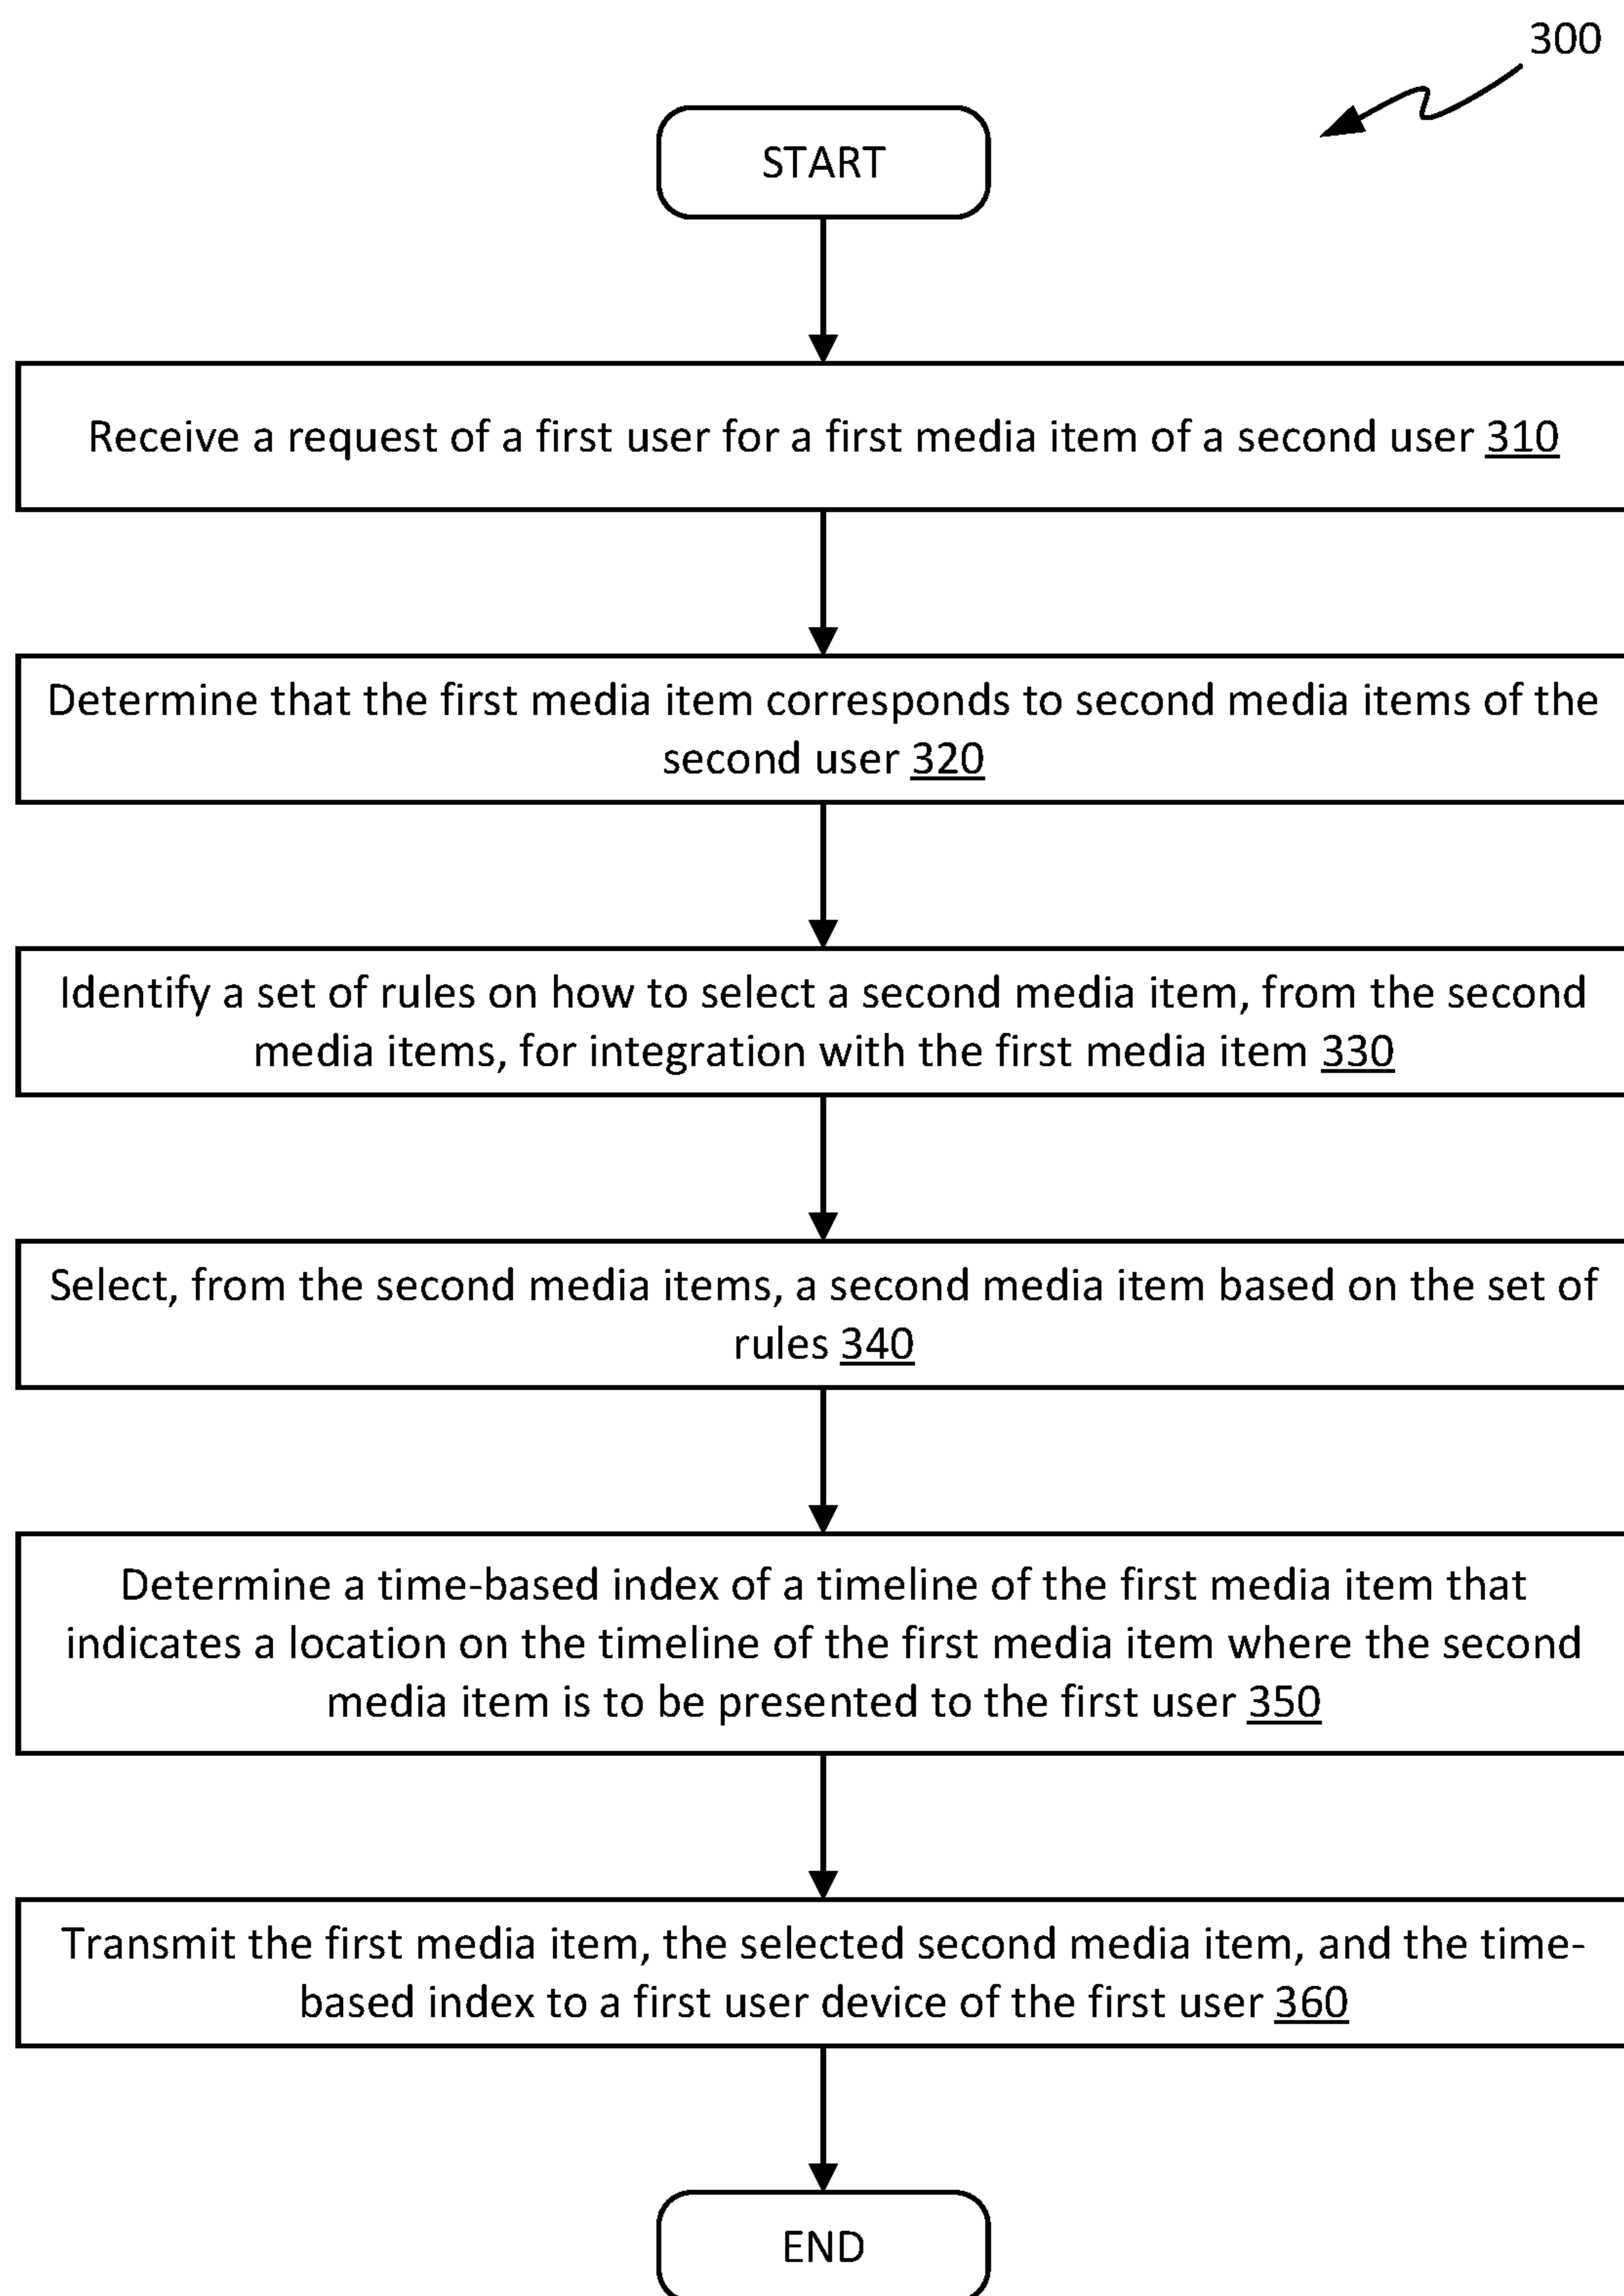 300
START
Receive a request of a first user for a first media item of a second user 310
Determine that the first media item corresponds to second media items of the
second user 320
Identify a set of rules on how to select a second media item, from the second
media items, for integration with the first media item 330
Select, from the second media items, a second media item based on the set of
rules 340
Determine a time-based index of a timeline of the first media item that
indicates a location on the timeline of the first media item where the second
media item is to be presented to the first user 350
Transmit the first media item, the selected second media item, and the time-
based index to a first user device of the first user 360
END